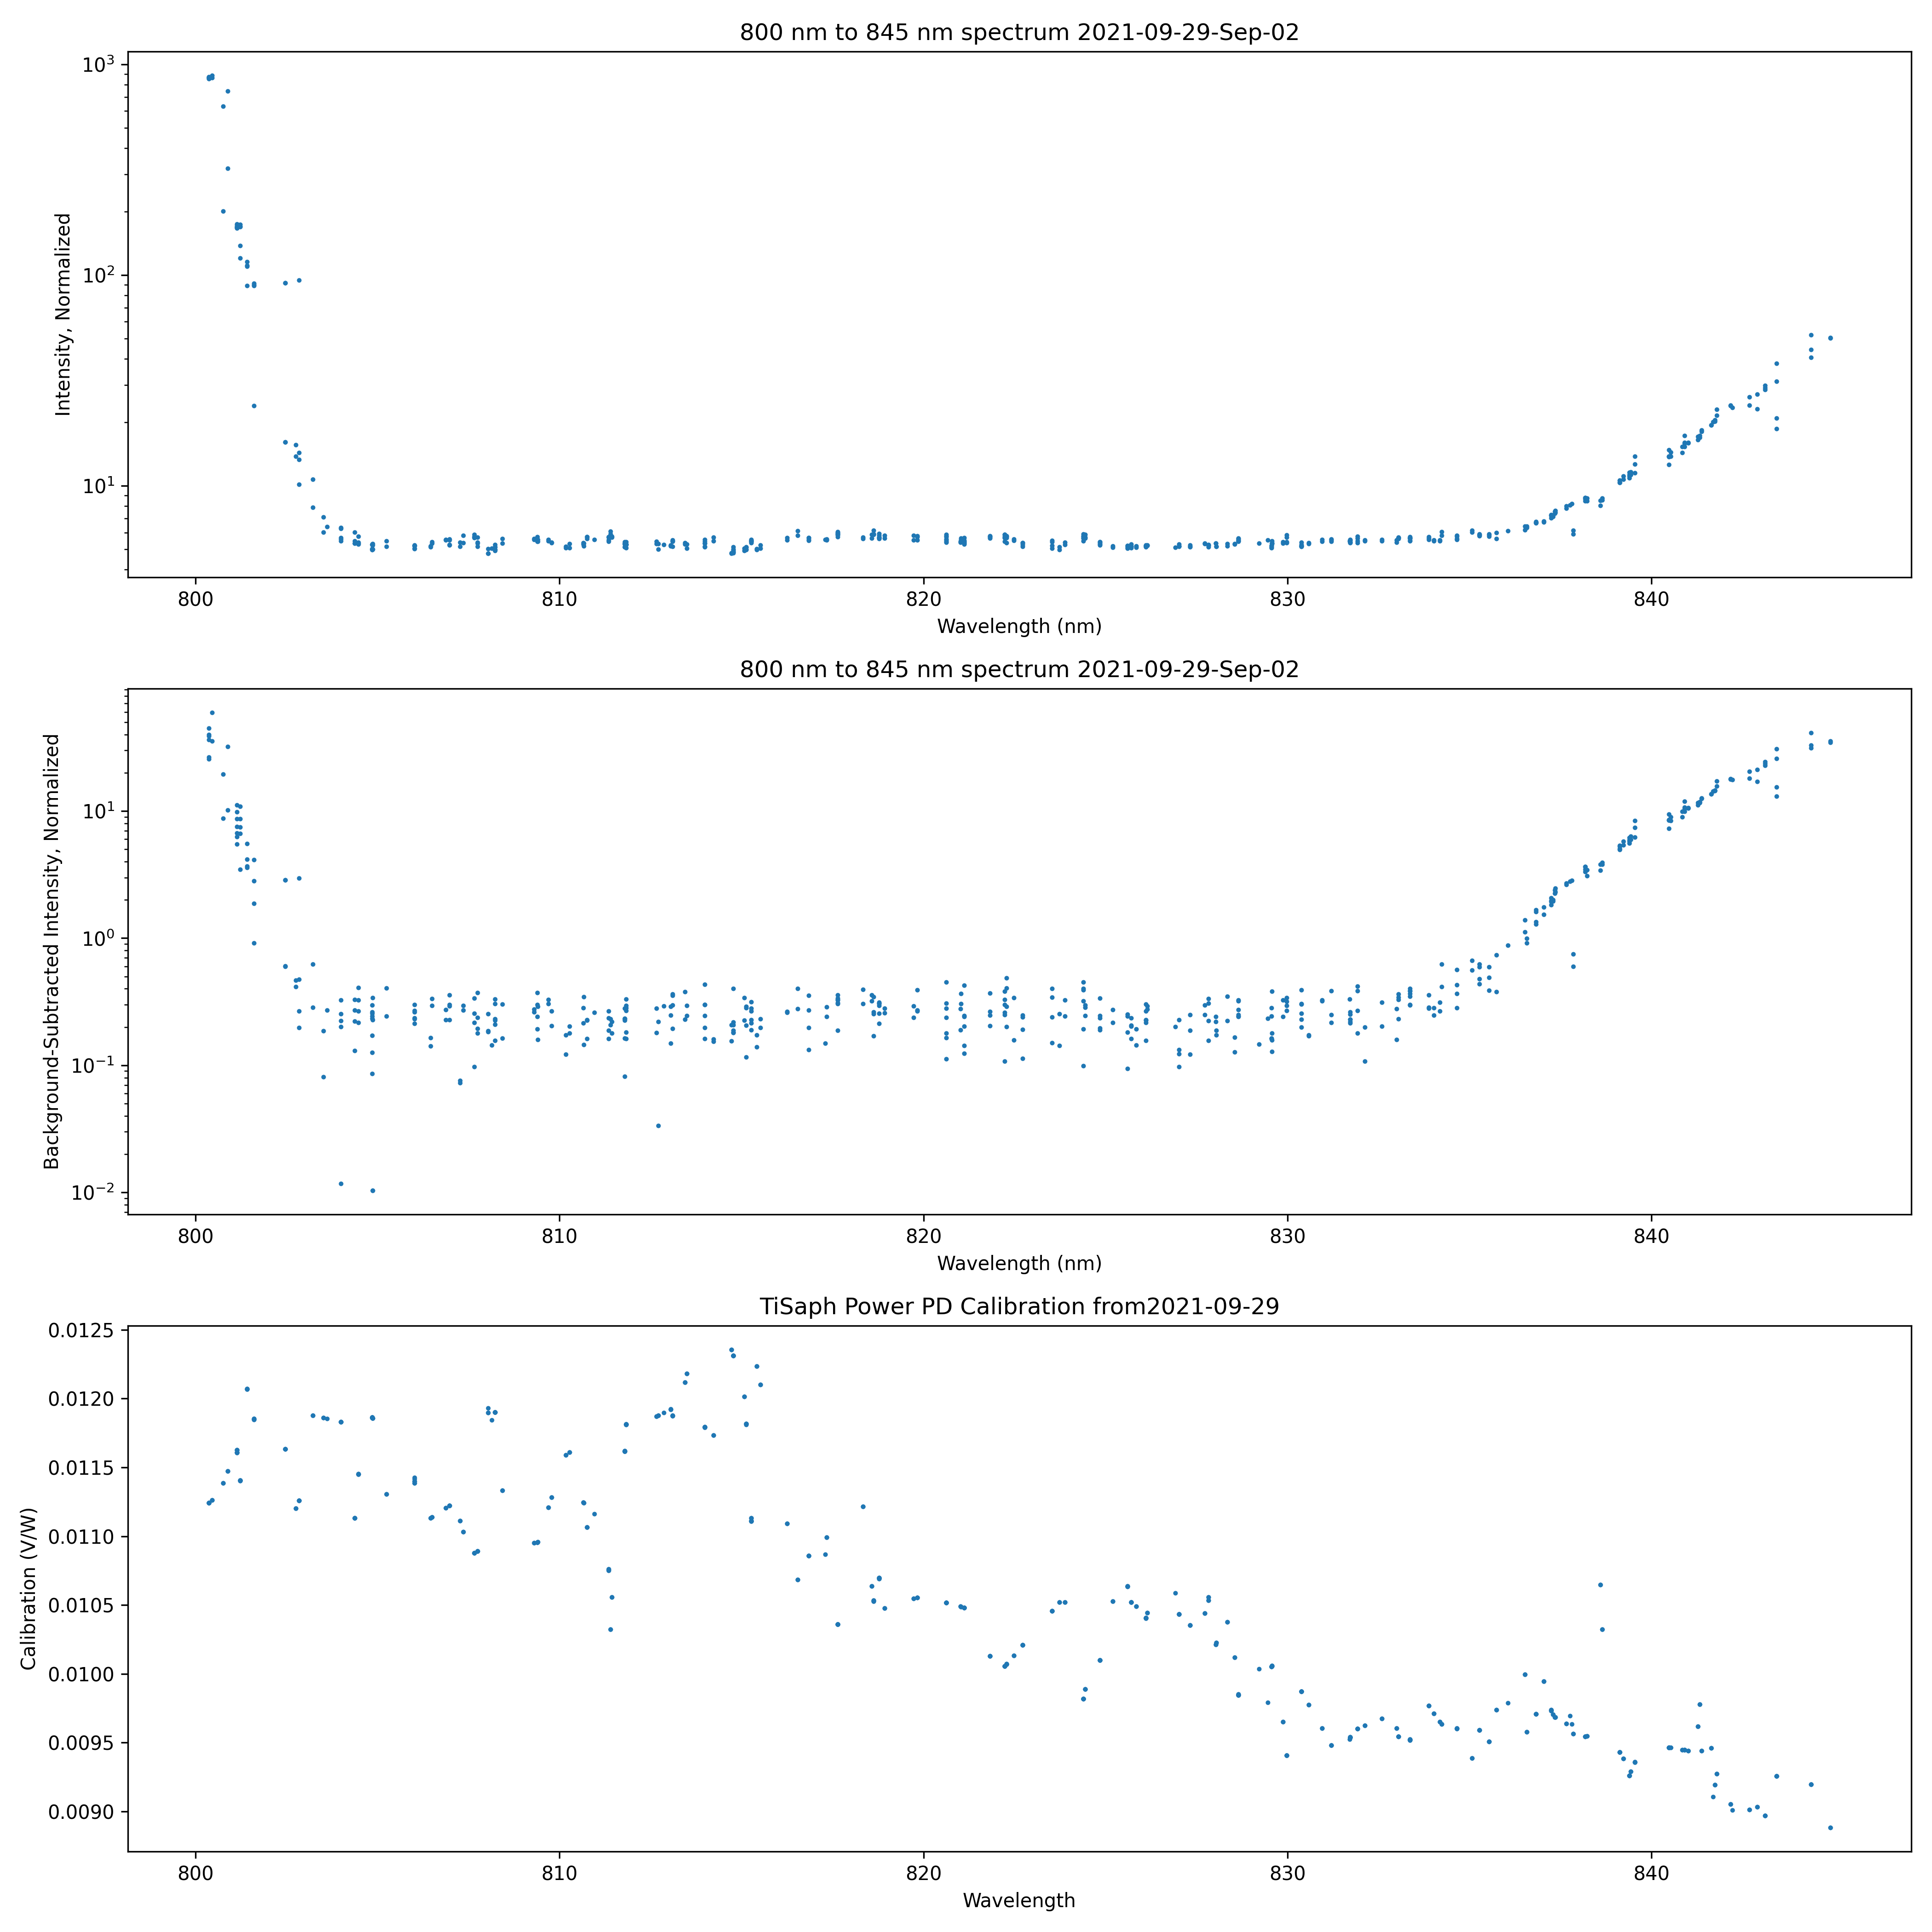 800 nm to 845 nm spectrum 2021-09-29-Sep-02
Intensity, Normalized
10³
10²
10¹
800 810 820 830 840
Wavelength (nm)
800 nm to 845 nm spectrum 2021-09-29-Sep-02
Background-Subtracted Intensity, Normalized
10¹
10⁰
10⁻¹
10⁻²
800 810 820 830 840
Wavelength (nm)
TiSaph Power PD Calibration from2021-09-29
Calibration (V/W)
0.0125
0.0120
0.0115
0.0110
0.0105
0.0100
0.0095
0.0090
800 810 820 830 840
Wavelength